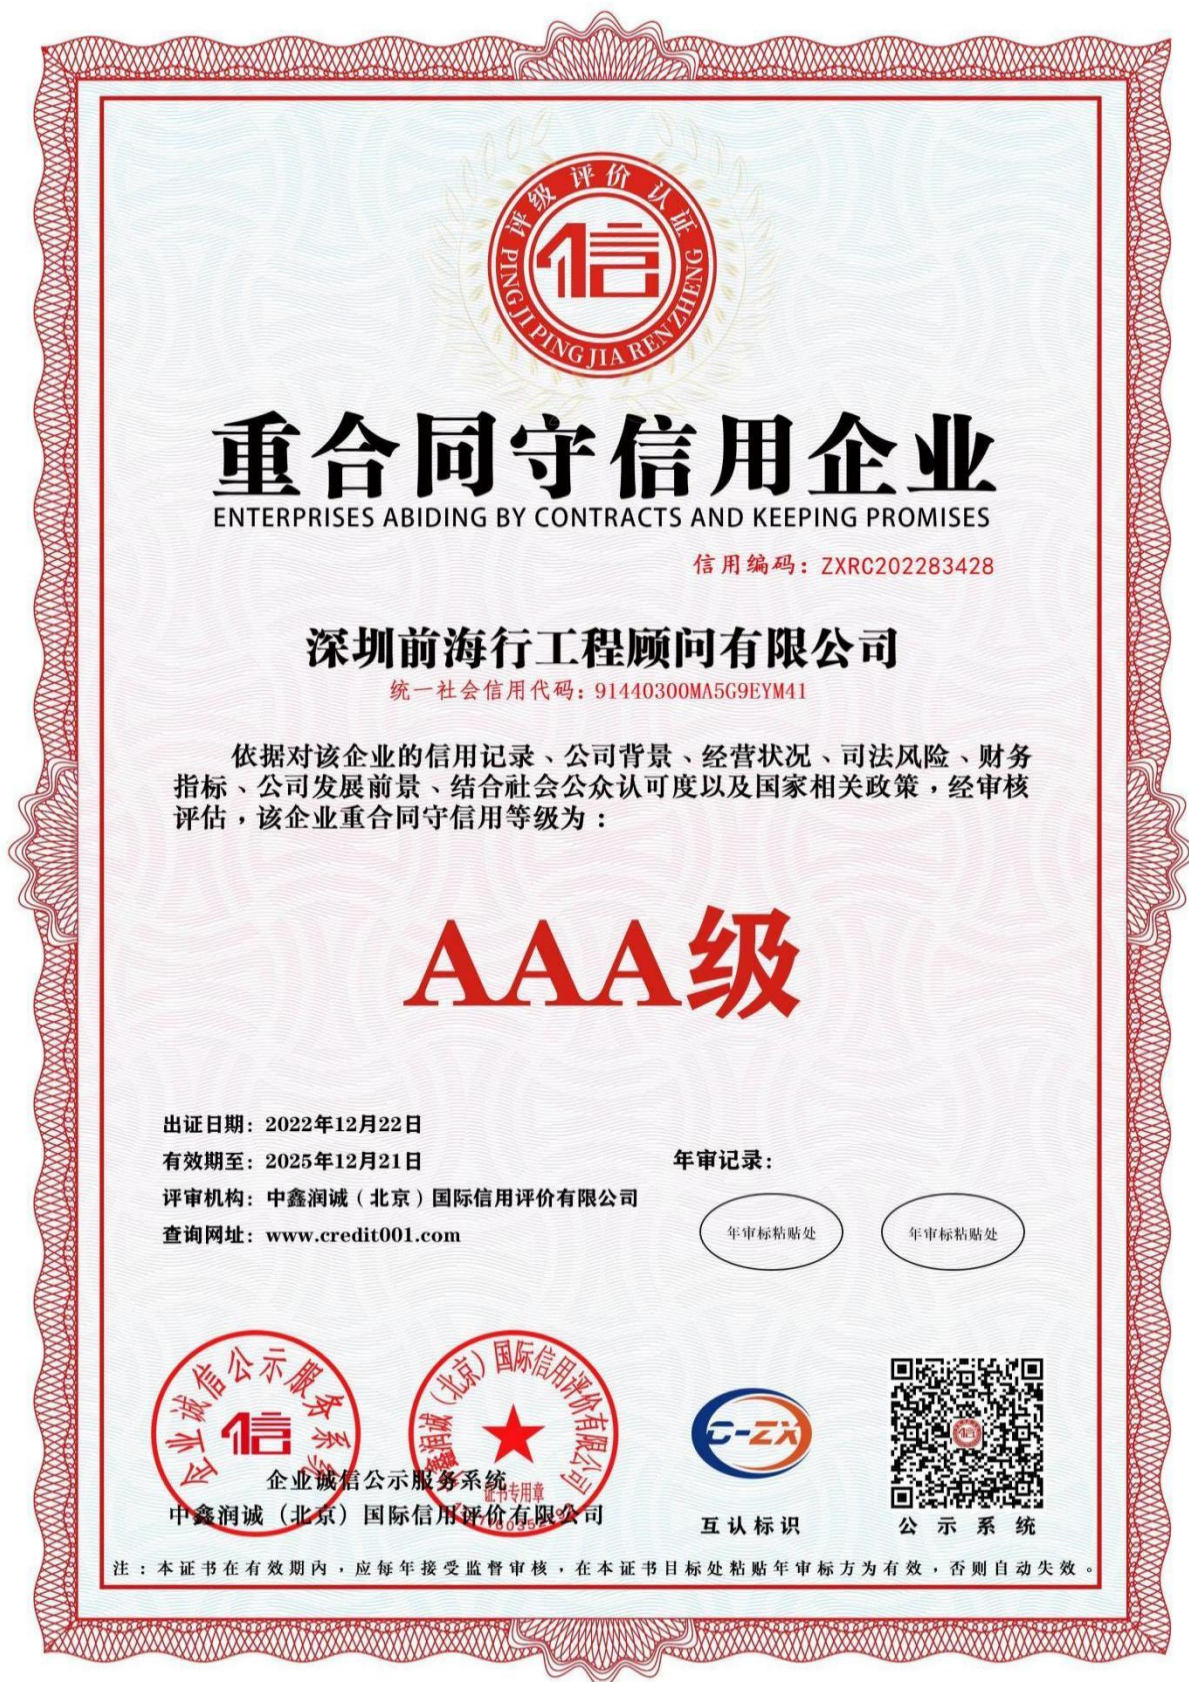 评级 评价 认证
PING JI PING JIA REN ZHENG
信
重合同守信用企业
ENTERPRISES ABIDING BY CONTRACTS AND KEEPING PROMISES
信用编码：ZXRC202283428
深圳前海行工程顾问有限公司
统一社会信用代码：91440300MA5G9EYM41
依据对该企业的信用记录、公司背景、经营状况、司法风险、财务
指标、公司发展前景、结合社会公众认可度以及国家相关政策，经审核
评估，该企业重合同守信用等级为：
AAA级
出证日期：2022年12月22日
有效期至：2025年12月21日
评审机构：中鑫润诚（北京）国际信用评价有限公司
查询网址：www.credit001.com
年审记录：
年审标粘贴处
年审标粘贴处
企业诚信公示服务系统
信
中鑫润诚（北京）国际信用评价有限公司
证书专用章
企业诚信公示服务系统
中鑫润诚（北京）国际信用评价有限公司
C-ZX
互认标识
信
公示系统
注：本证书在有效期内，应每年接受监督审核，在本证书目标处粘贴年审标方为有效，否则自动失效。